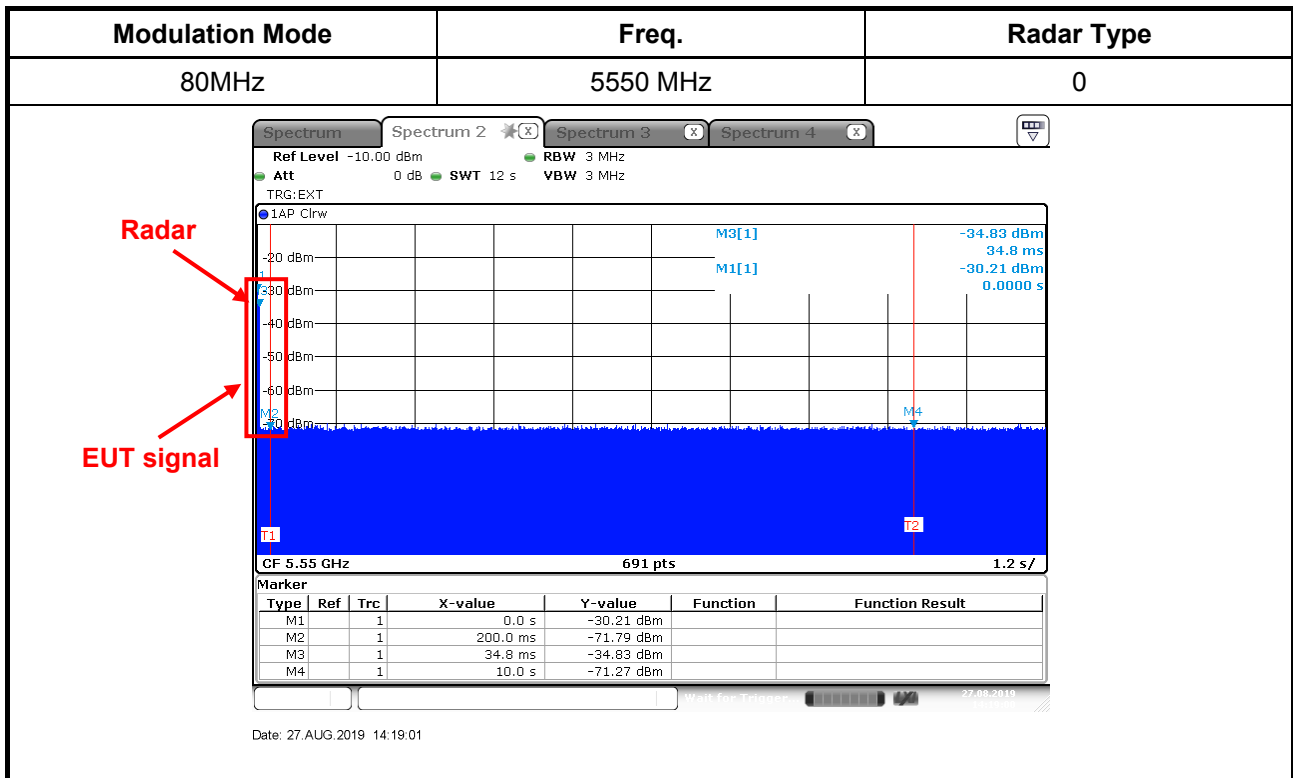 Modulation Mode Freq. Radar Type
80MHz 5550 MHz 0
Spectrum Spectrum 2 X Spectrum 3 X Spectrum 4 X
Ref Level -10.00 dBm RBW 3 MHz
Att 0 dB SWT 12 s VBW 3 MHz
TRG:EXT
1AP Clrw
Radar
M3[1] -34.83 dBm
34.8 ms
-20 dBm
M1[1] -30.21 dBm
0.0000 s
1
-30 dBm
-40 dBm
-50 dBm
-60 dBm
M2 M4
-70 dBm
EUT signal
T1 T2
CF 5.55 GHz 691 pts 1.2 s/
Marker
Type Ref Trc X-value Y-value Function Function Result
M1 1 0.0 s -30.21 dBm
M2 1 200.0 ms -71.79 dBm
M3 1 34.8 ms -34.83 dBm
M4 1 10.0 s -71.27 dBm
Wait for Trigger... 27.08.2019
Date: 27.AUG.2019 14:19:01